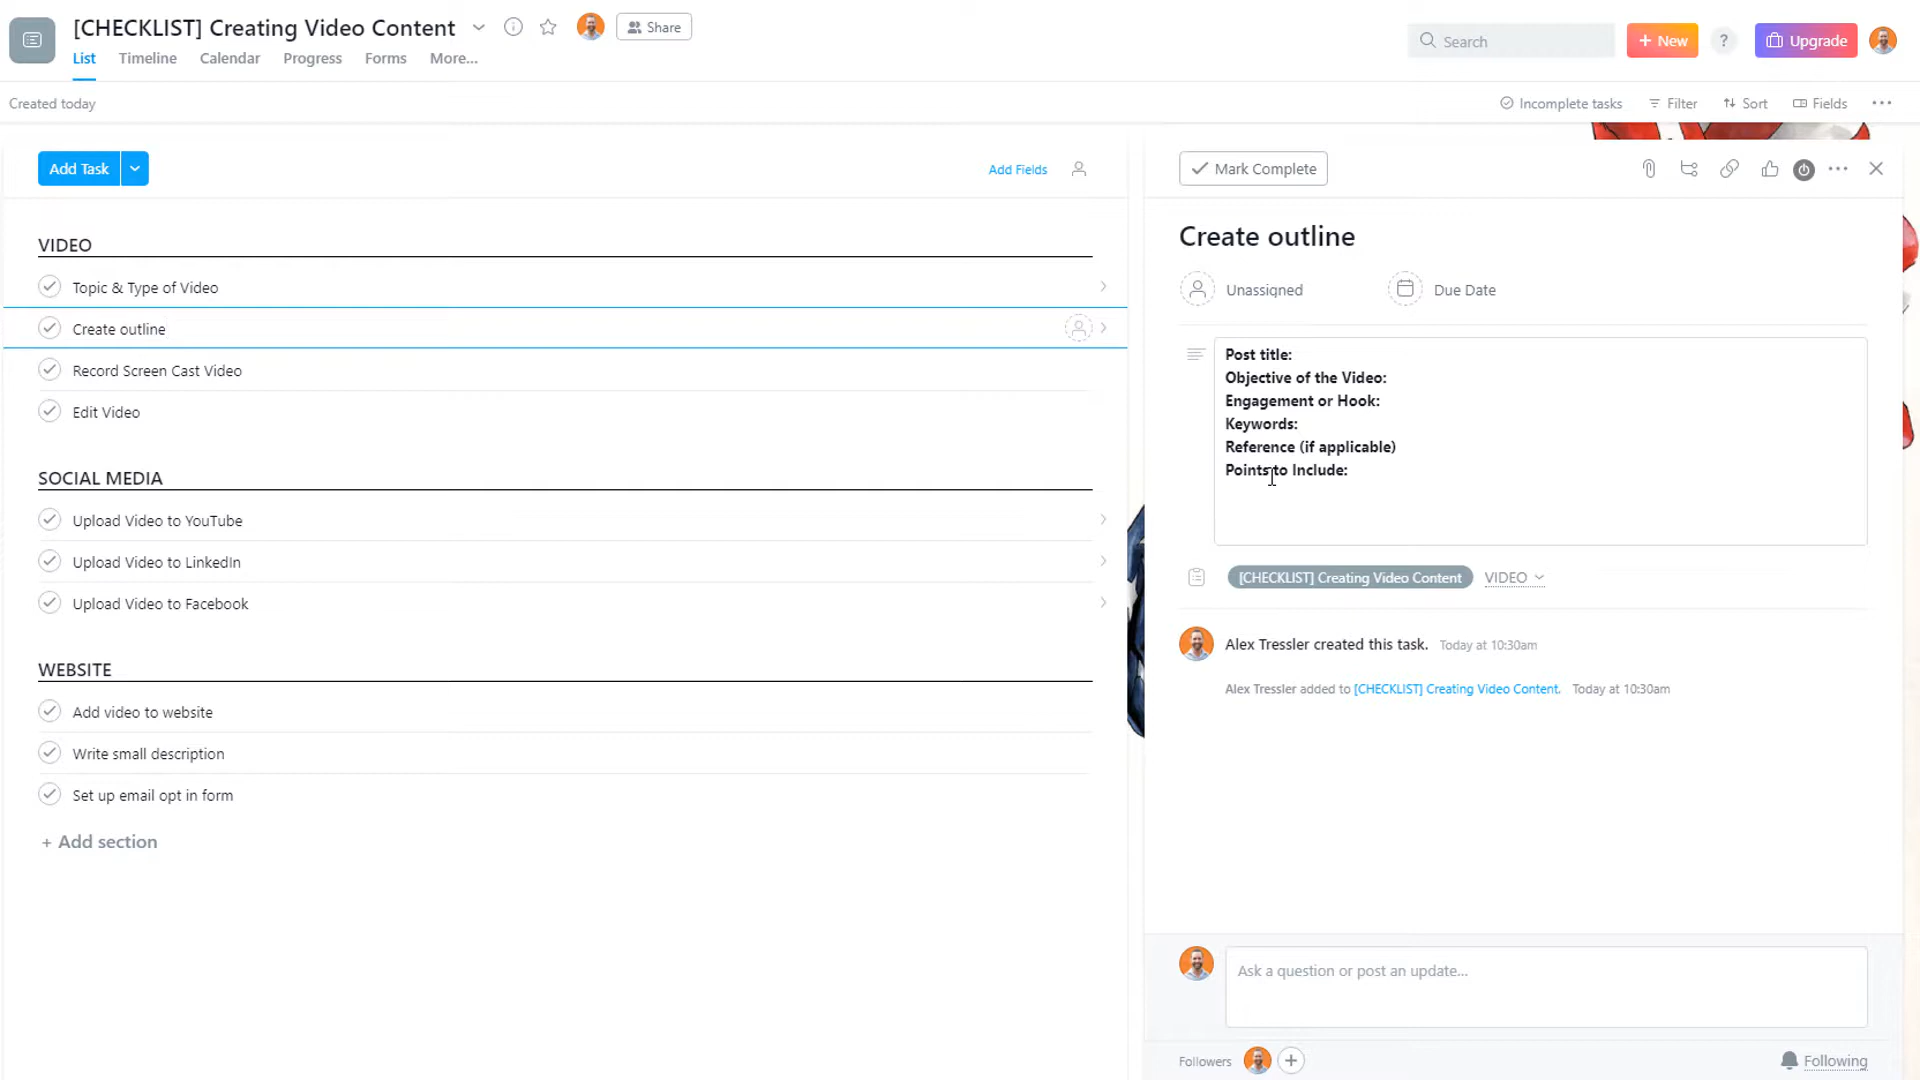 [CHECKLIST] Creating Video Content
Share
Search
+ New
?
Upgrade
List
Timeline
Calendar
Progress
Forms
More...
Created today
Incomplete tasks
Filter
Sort
Fields
Add Task
Add Fields
VIDEO
Topic & Type of Video
Create outline
Record Screen Cast Video
Edit Video
SOCIAL MEDIA
Upload Video to YouTube
Upload Video to LinkedIn
Upload Video to Facebook
WEBSITE
Add video to website
Write small description
Set up email opt in form
+ Add section
Mark Complete
Create outline
Unassigned
Due Date
Post title:
Objective of the Video:
Engagement or Hook:
Keywords:
Reference (if applicable)
Points to Include:
[CHECKLIST] Creating Video Content
VIDEO
Alex Tressler created this task. Today at 10:30am
Alex Tressler added to [CHECKLIST] Creating Video Content. Today at 10:30am
Ask a question or post an update...
Followers
Following